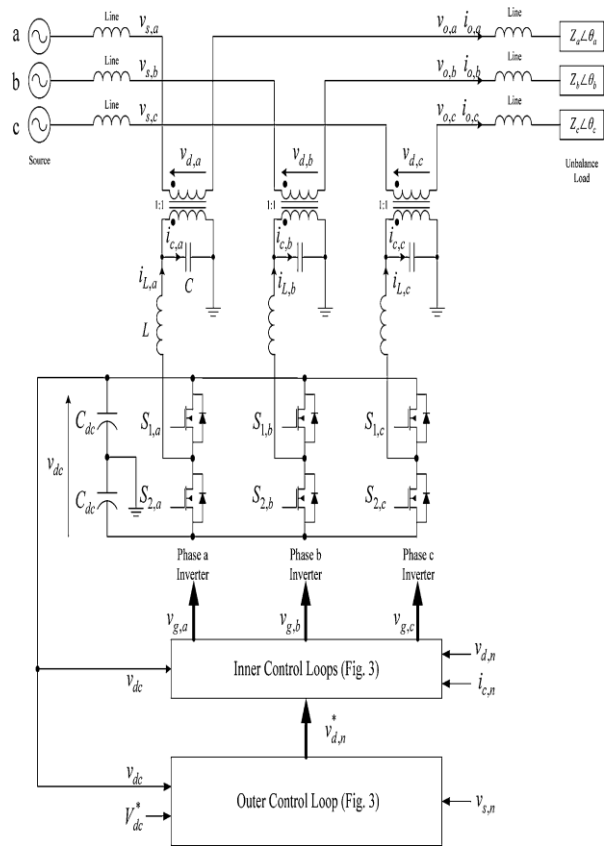 a
b
c
Source
Line
Line
Line
v_{s,a}
v_{s,b}
v_{s,c}
v_{o,a} i_{o,a}
v_{o,b} i_{o,b}
v_{o,c} i_{o,c}
Line
Line
Line
Z_a∠θ_a
Z_b∠θ_b
Z_c∠θ_c
Unbalance
Load
v_{d,a}
v_{d,b}
v_{d,c}
1:1
1:1
1:1
i_{c,a}
i_{c,b}
i_{c,c}
C
i_{L,a}
i_{L,b}
i_{L,c}
L
C_{dc}
C_{dc}
v_{dc}
S_{1,a}
S_{1,b}
S_{1,c}
S_{2,a}
S_{2,b}
S_{2,c}
Phase a
Inverter
Phase b
Inverter
Phase c
Inverter
v_{g,a}
v_{g,b}
v_{g,c}
Inner Control Loops (Fig. 3)
v_{dc}
v_{d,n}
i_{c,n}
v^*_{d,n}
Outer Control Loop (Fig. 3)
v_{dc}
V^*_{dc}
v_{s,n}